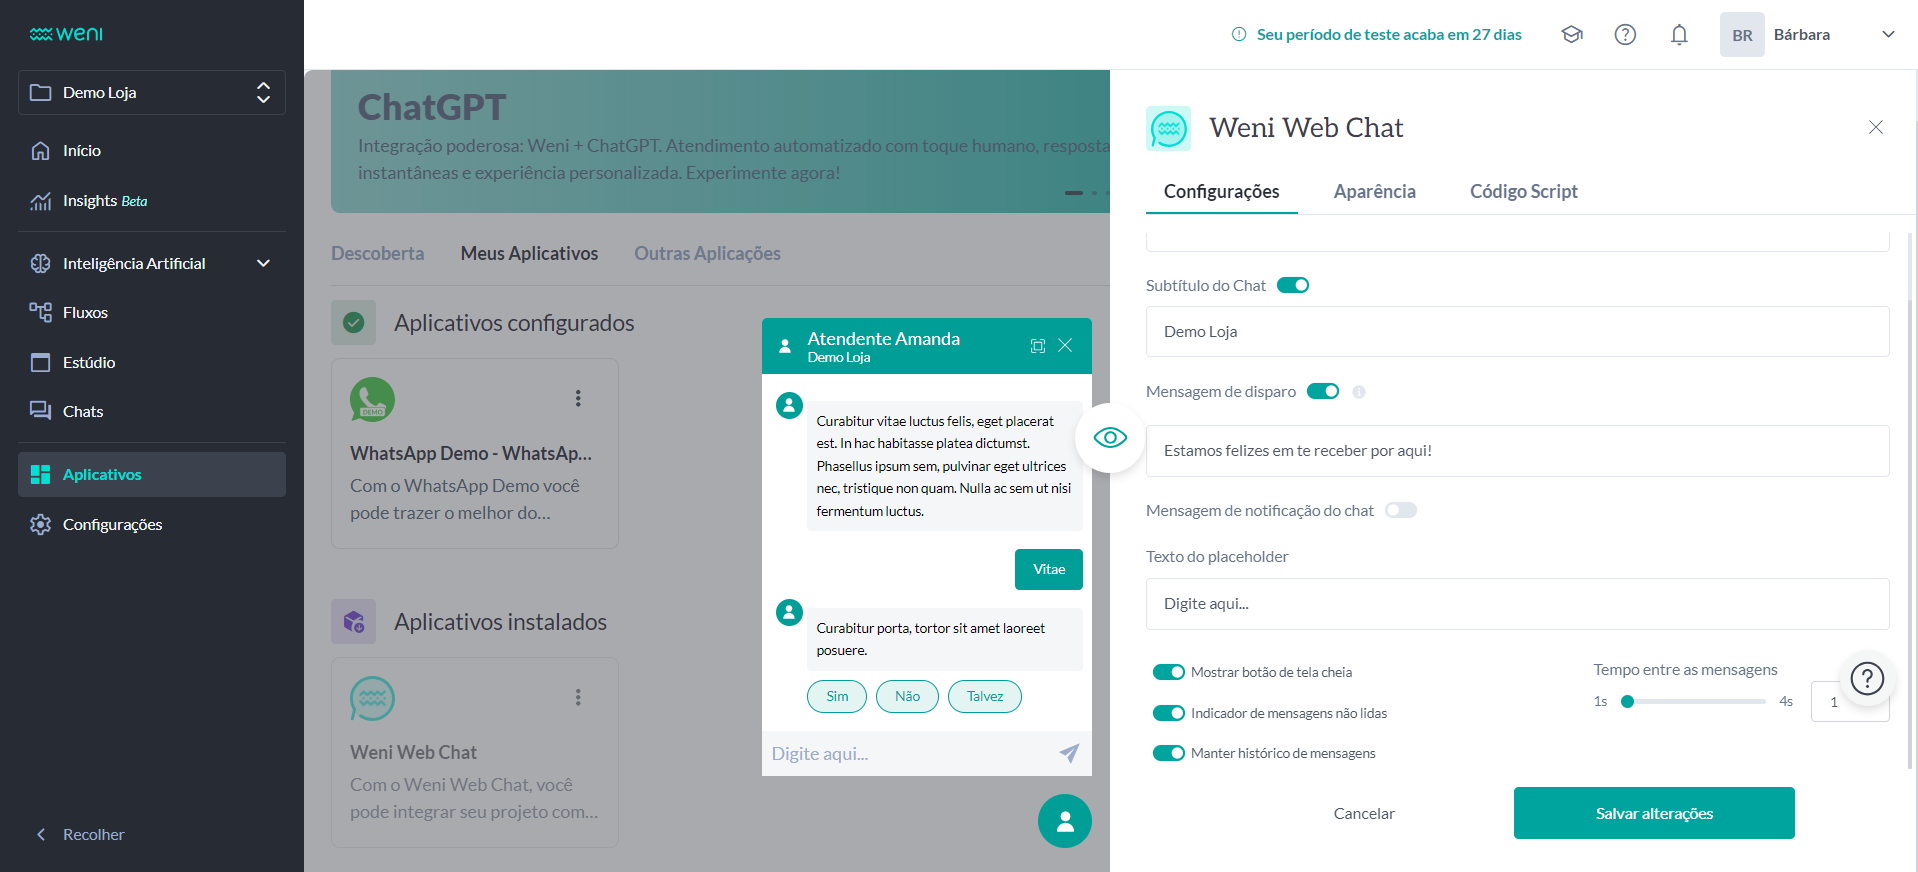 weni
Demo Loja
Início
Insights Beta
Inteligência Artificial
Fluxos
Estúdio
Chats
Aplicativos
Configurações
Recolher
Seu período de teste acaba em 27 dias
BR
Bárbara
ChatGPT
Integração poderosa: Weni + ChatGPT. Atendimento automatizado com toque humano, resposta
instantâneas e experiência personalizada. Experimente agora!
Descoberta
Meus Aplicativos
Outras Aplicações
Aplicativos configurados
DEMO
WhatsApp Demo - WhatsAp...
Com o WhatsApp Demo você
pode trazer o melhor do...
Aplicativos instalados
Weni Web Chat
Com o Weni Web Chat, você
pode integrar seu projeto com...
Atendente Amanda
Demo Loja
Curabitur vitae luctus felis, eget placerat
est. In hac habitasse platea dictumst.
Phasellus ipsum sem, pulvinar eget ultrices
nec, tristique non quam. Nulla ac sem ut nisi
fermentum luctus.
Vitae
Curabitur porta, tortor sit amet laoreet
posuere.
Sim
Não
Talvez
Digite aqui...
Weni Web Chat
Configurações
Aparência
Código Script
Subtítulo do Chat
Demo Loja
Mensagem de disparo
Estamos felizes em te receber por aqui!
Mensagem de notificação do chat
Texto do placeholder
Digite aqui...
Mostrar botão de tela cheia
Indicador de mensagens não lidas
Manter histórico de mensagens
Tempo entre as mensagens
1s
4s
1
Cancelar
Salvar alterações